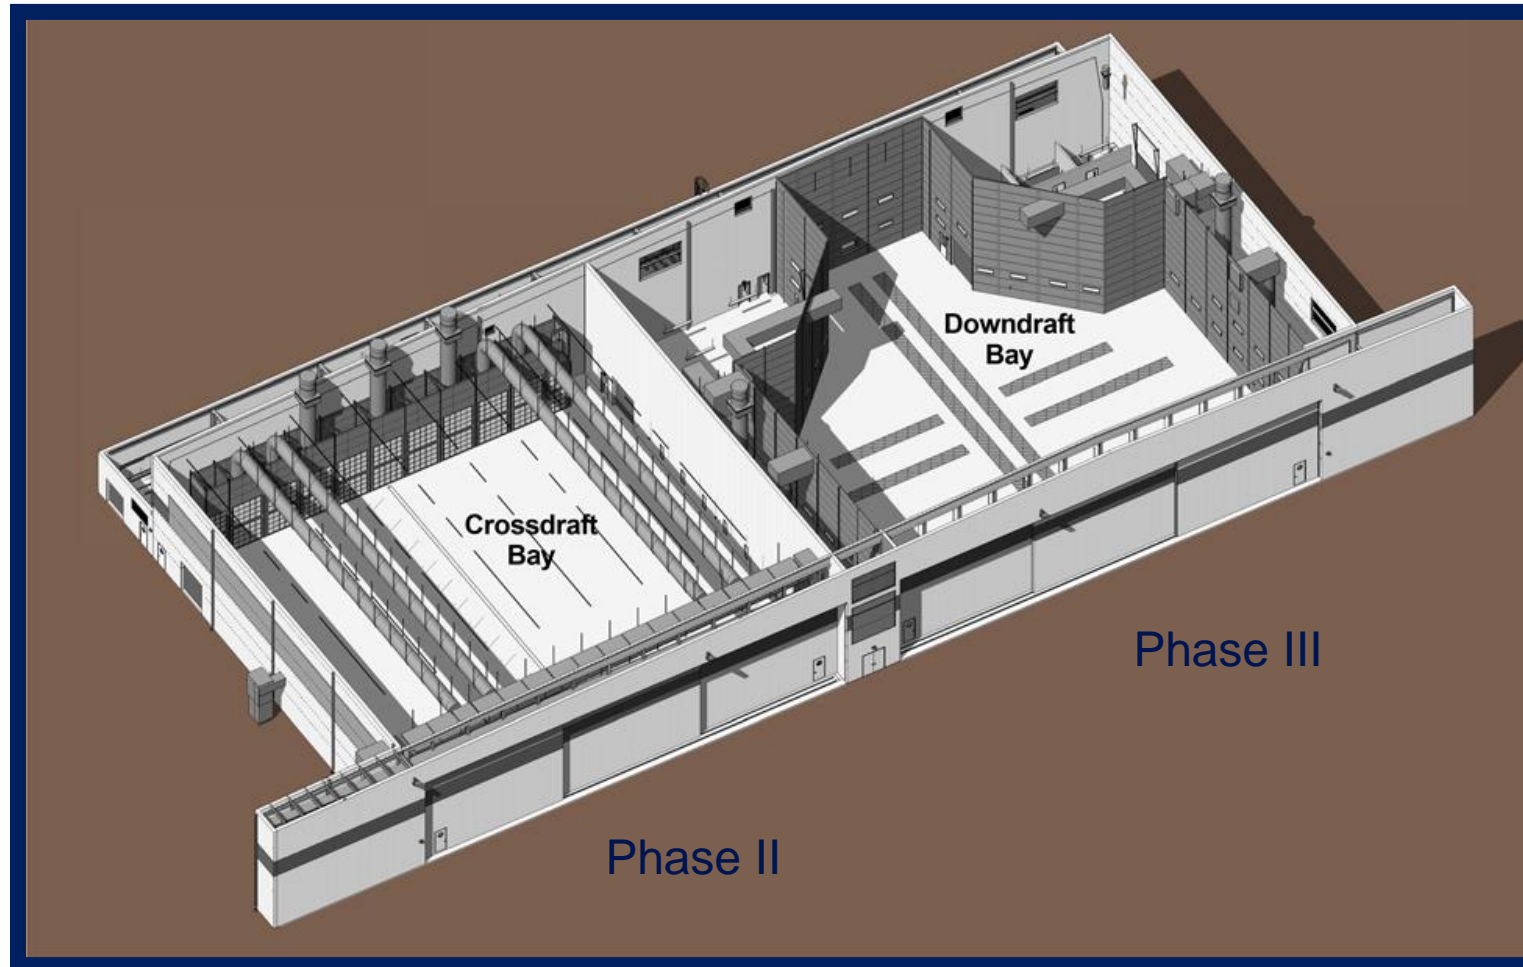 Downdraft
Bay
Crossdraft
Bay
Phase III
Phase II